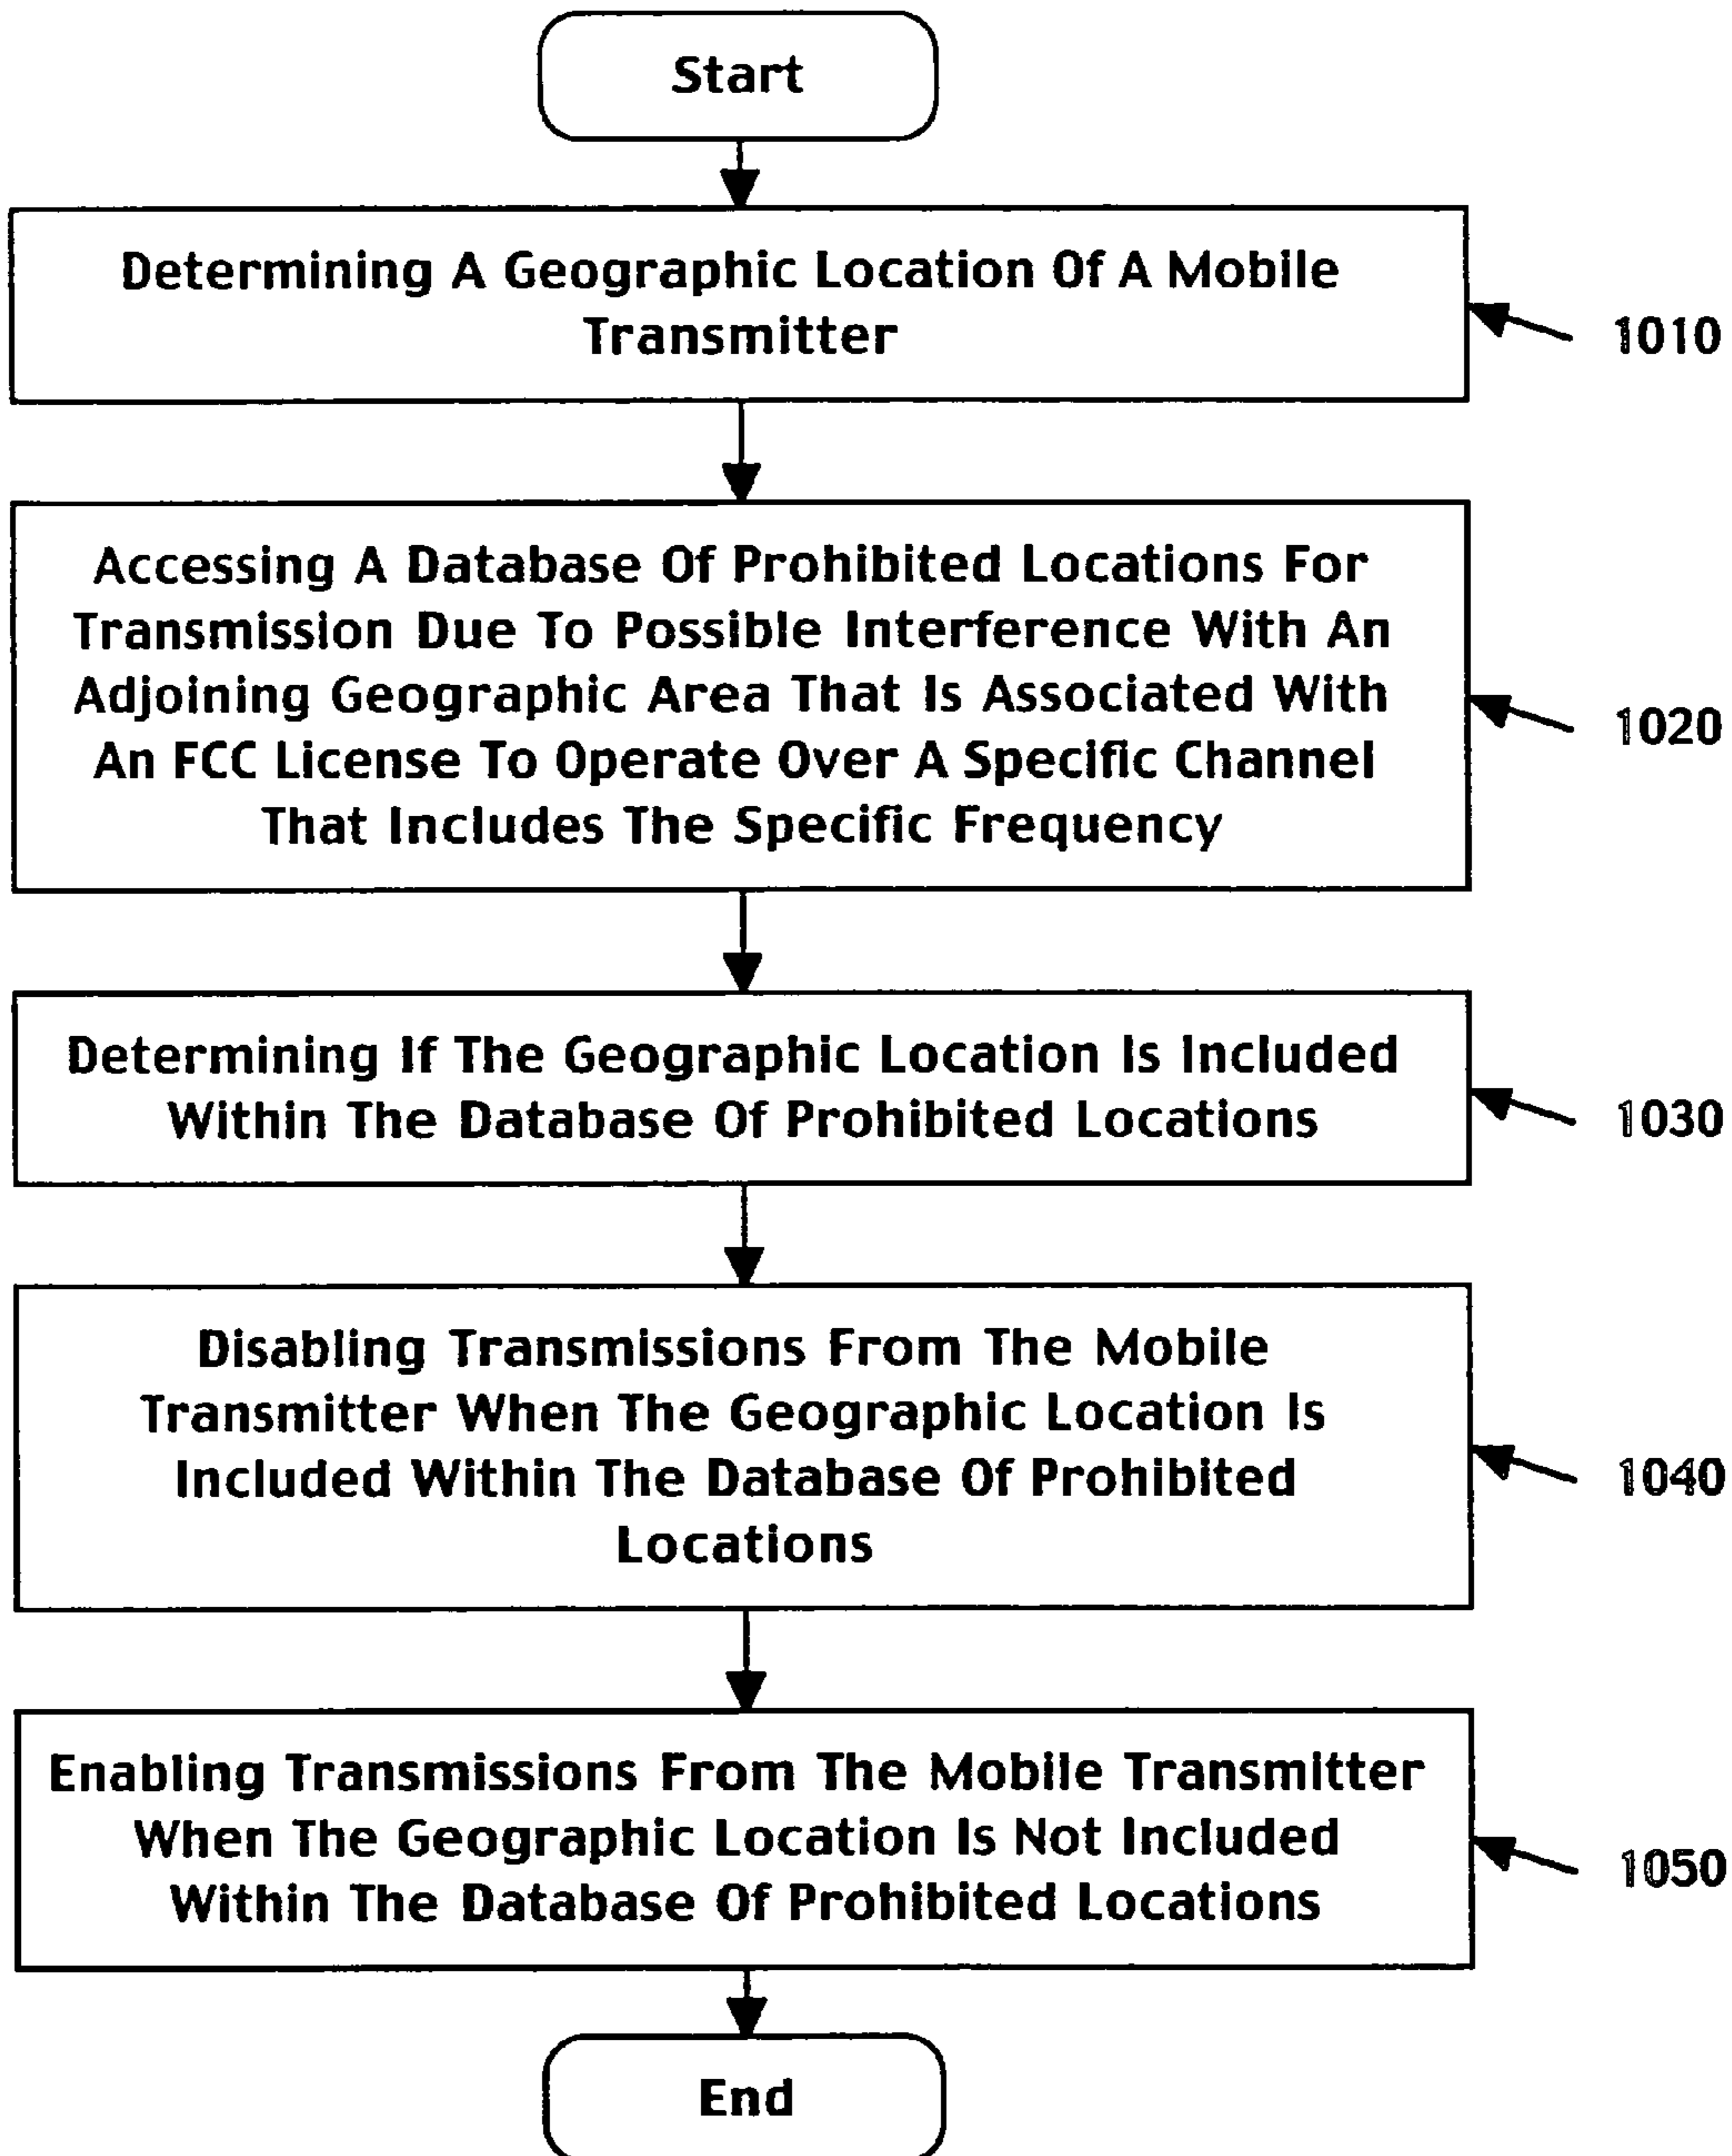 Start
Determining A Geographic Location Of A Mobile
Transmitter
1010
Accessing A Database Of Prohibited Locations For
Transmission Due To Possible Interference With An
Adjoining Geographic Area That Is Associated With
An FCC License To Operate Over A Specific Channel
That Includes The Specific Frequency
1020
Determining If The Geographic Location Is Included
Within The Database Of Prohibited Locations
1030
Disabling Transmissions From The Mobile
Transmitter When The Geographic Location Is
Included Within The Database Of Prohibited
Locations
1040
Enabling Transmissions From The Mobile Transmitter
When The Geographic Location Is Not Included
Within The Database Of Prohibited Locations
1050
End